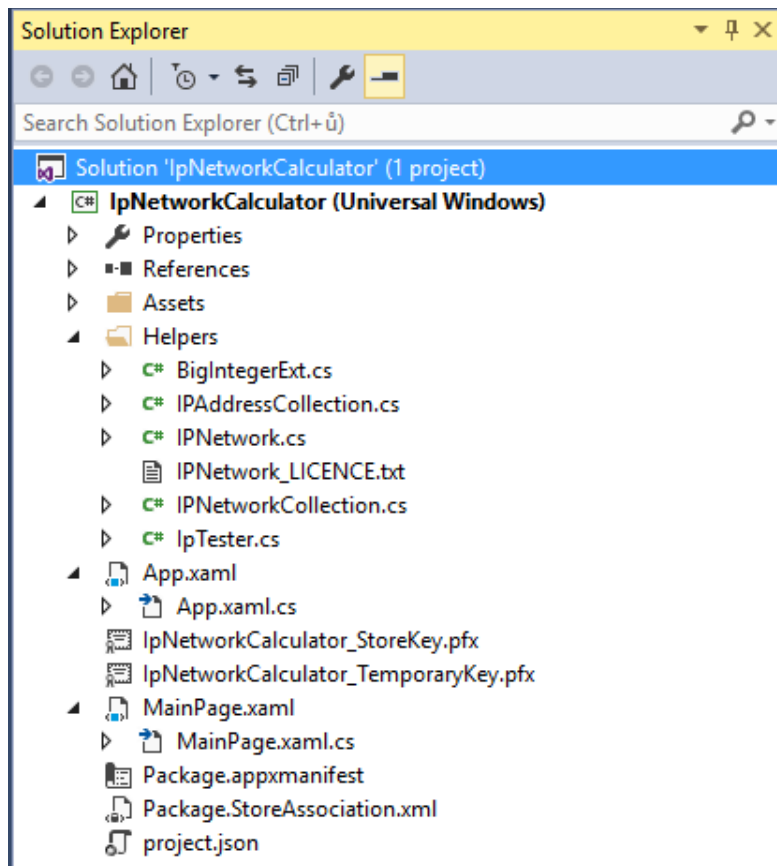 Solution Explorer
Search Solution Explorer (Ctrl+ů)
Solution 'IpNetworkCalculator' (1 project)
C# IpNetworkCalculator (Universal Windows)
Properties
References
Assets
Helpers
C# BigIntegerExt.cs
C# IPAddressCollection.cs
C# IPNetwork.cs
IPNetwork_LICENCE.txt
C# IPNetworkCollection.cs
C# IpTester.cs
App.xaml
App.xaml.cs
IpNetworkCalculator_StoreKey.pfx
IpNetworkCalculator_TemporaryKey.pfx
MainPage.xaml
MainPage.xaml.cs
Package.appxmanifest
Package.StoreAssociation.xml
project.json